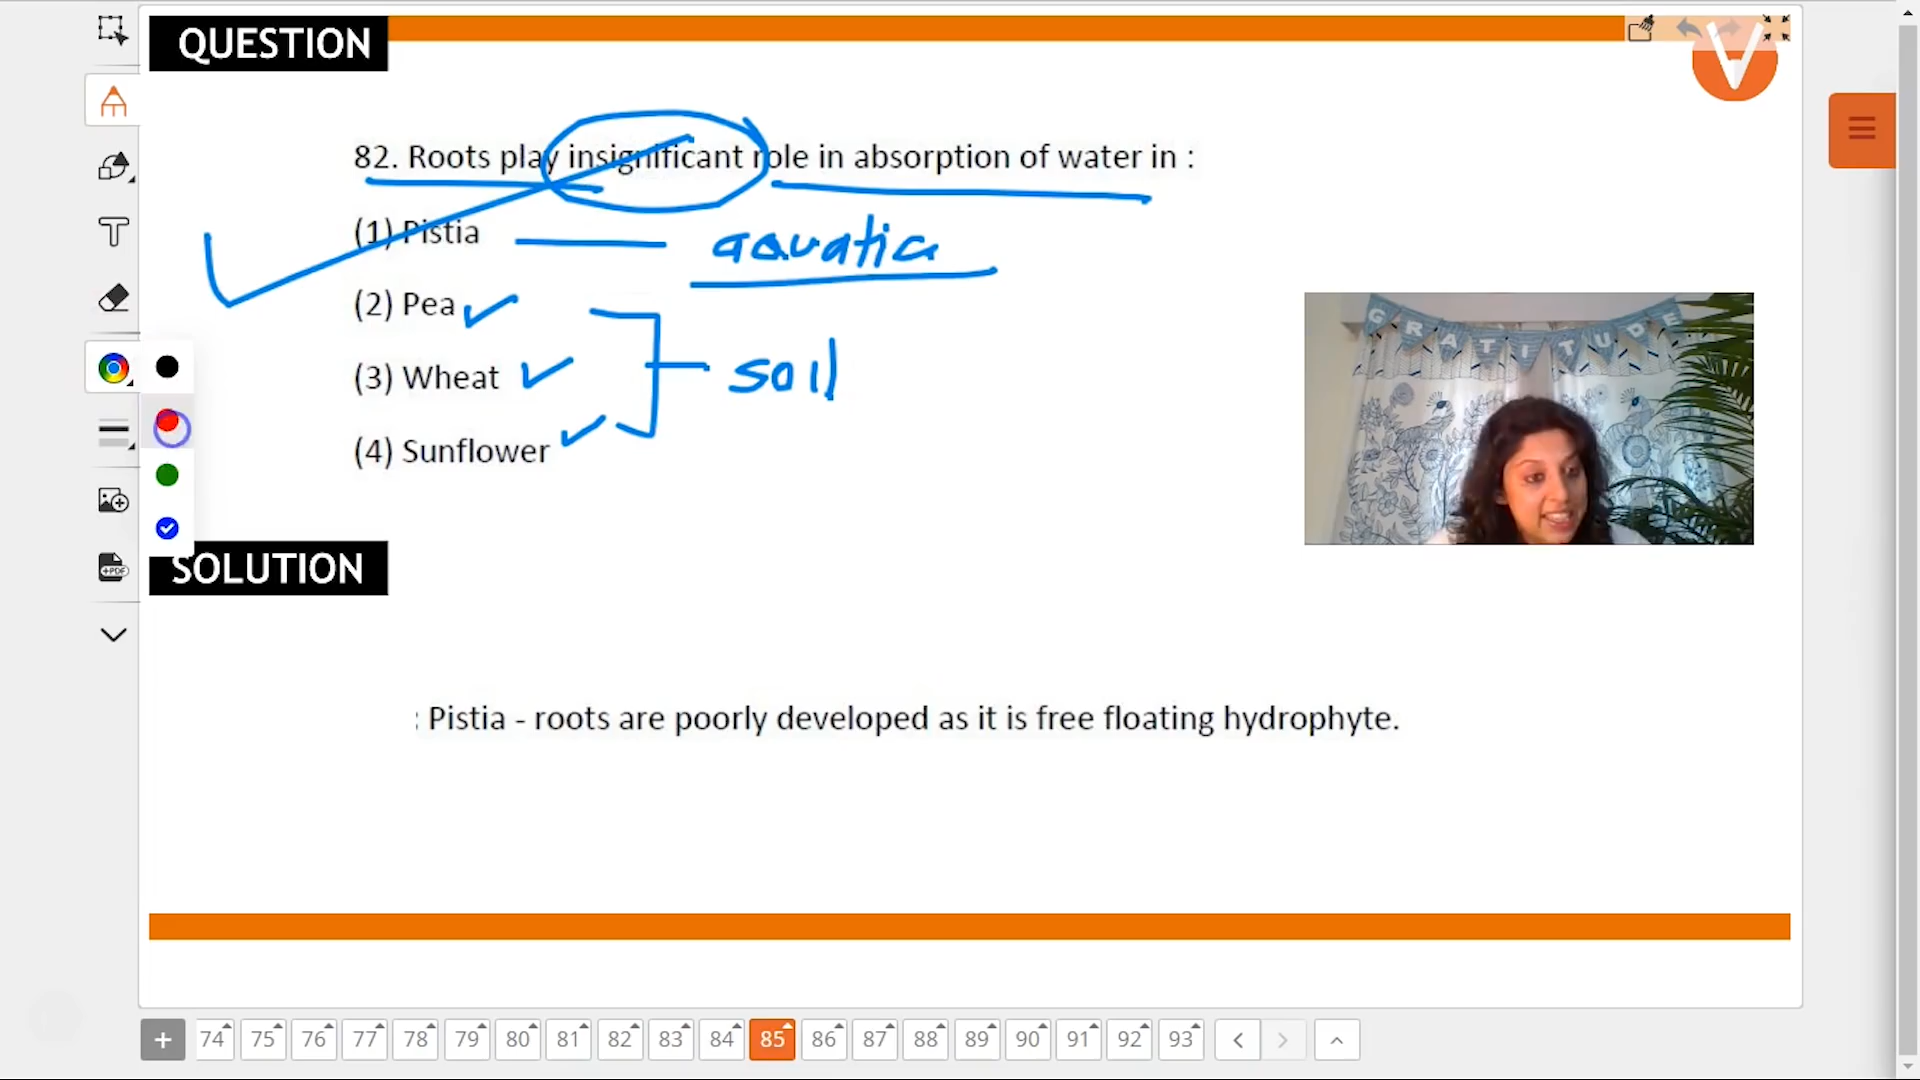 QUESTION
82. Roots play insignificant role in absorption of water in :
(1) Pistia
aquatic
(2) Pea
(3) Wheat
soil
(4) Sunflower
GRATITUDE
SOLUTION
: Pistia - roots are poorly developed as it is free floating hydrophyte.
+PDF
74 75 76 77 78 79 80 81 82 83 84 85 86 87 88 89 90 91 92 93